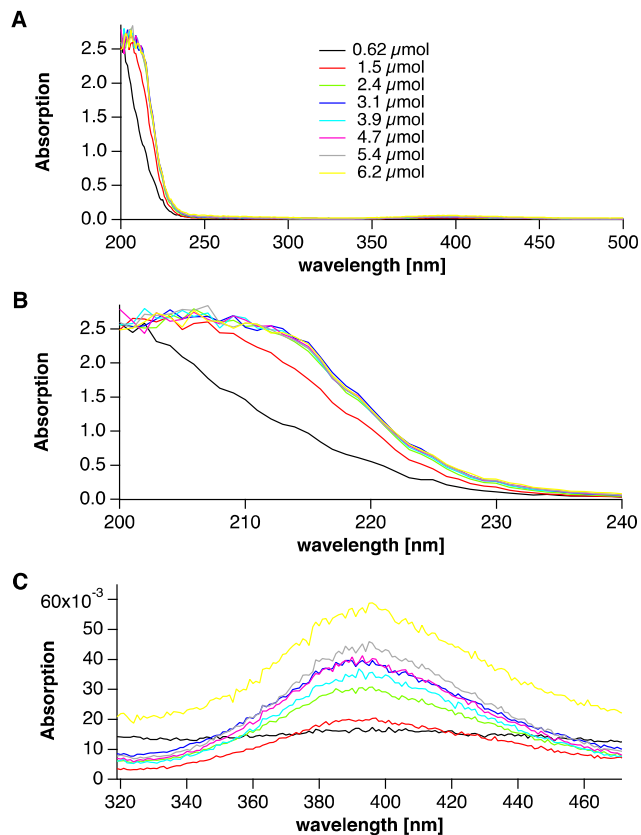 A
Absorption
2.5
2.0
1.5
1.0
0.5
0.0
0.62 µmol
1.5 µmol
2.4 µmol
3.1 µmol
3.9 µmol
4.7 µmol
5.4 µmol
6.2 µmol
200 250 300 350 400 450 500
wavelength [nm]
B
Absorption
2.5
2.0
1.5
1.0
0.5
0.0
200 210 220 230 240
wavelength [nm]
C
Absorption
60x10-3
50
40
30
20
10
0
320 340 360 380 400 420 440 460
wavelength [nm]